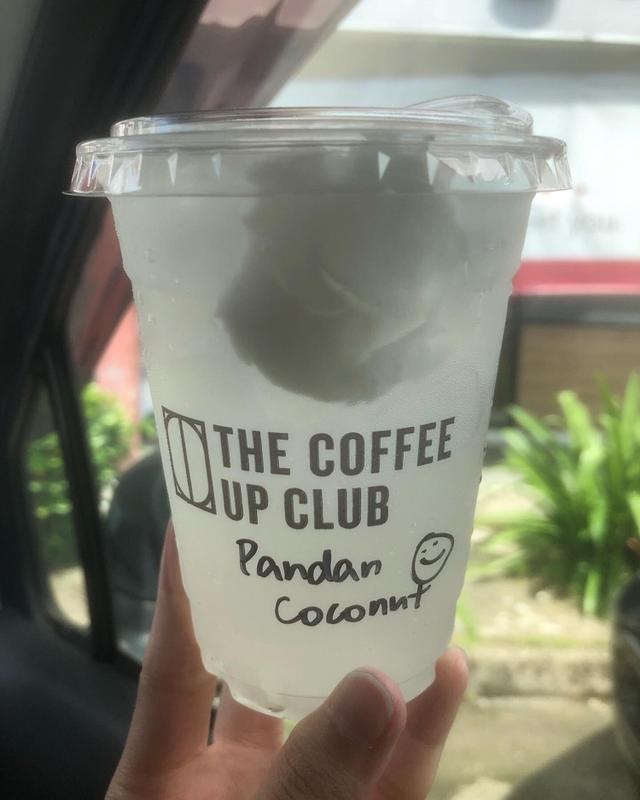 THE COFFEE
UP CLUB
Pandan
Coconut